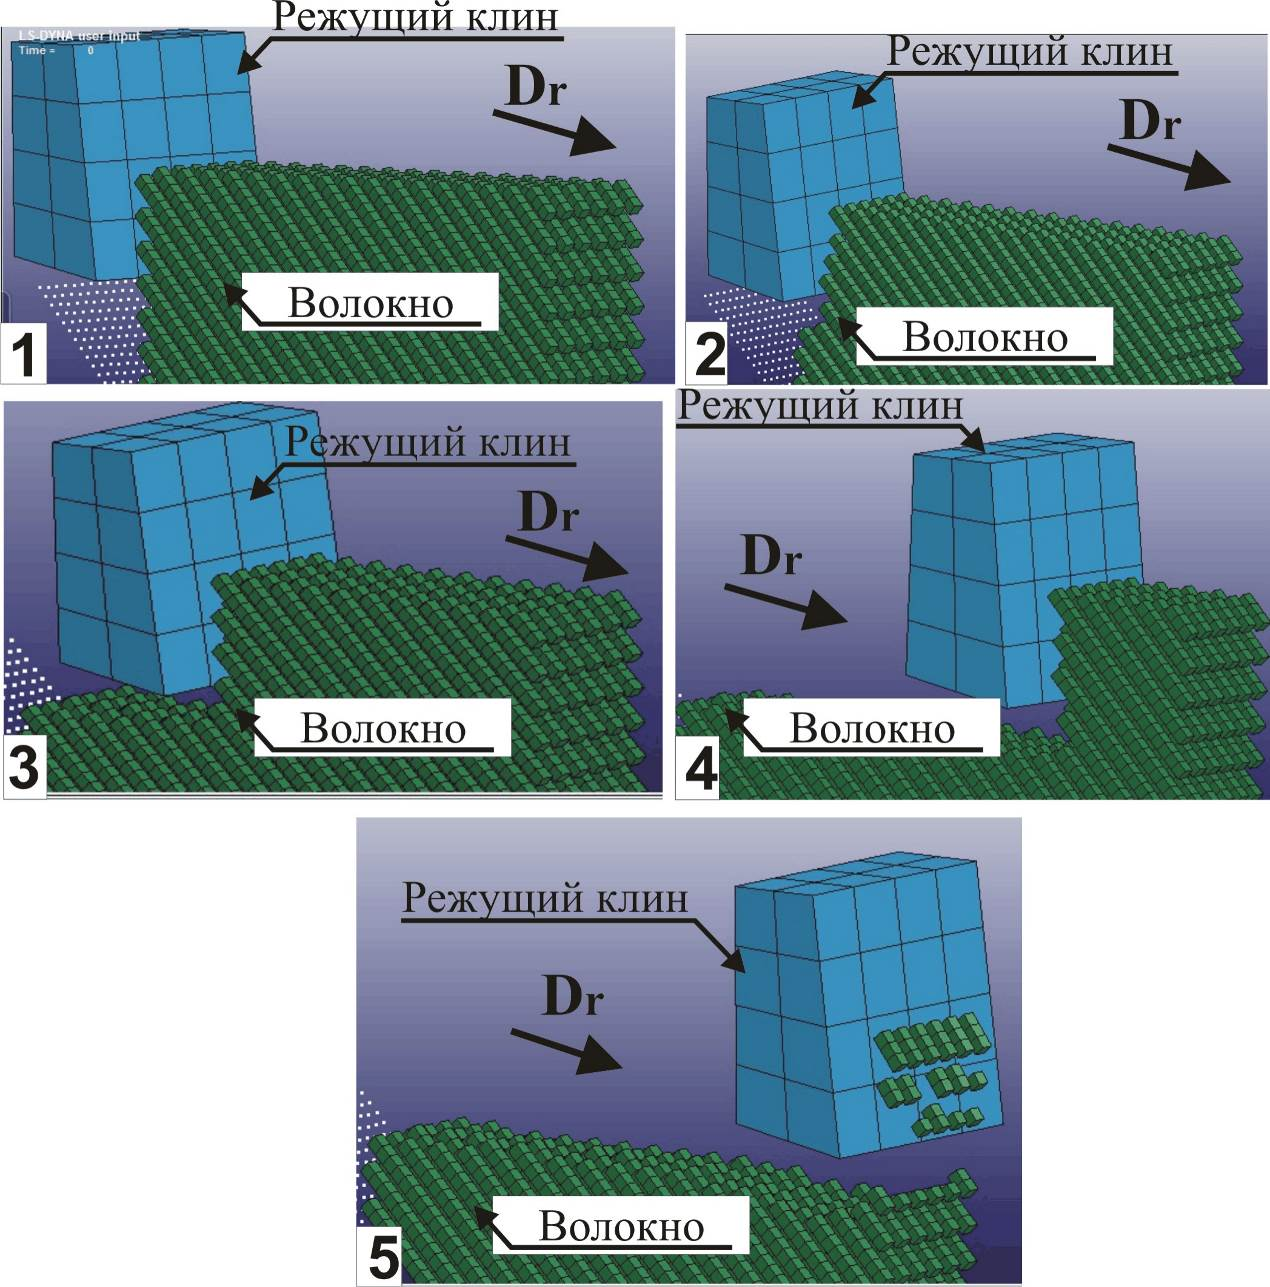 Режущий клин
LS-DYNA user input
Time = 0
Dr
Волокно
1
Режущий клин
Dr
Волокно
2
Режущий клин
Dr
Волокно
3
Режущий клин
Dr
Волокно
4
Режущий клин
Dr
Волокно
5